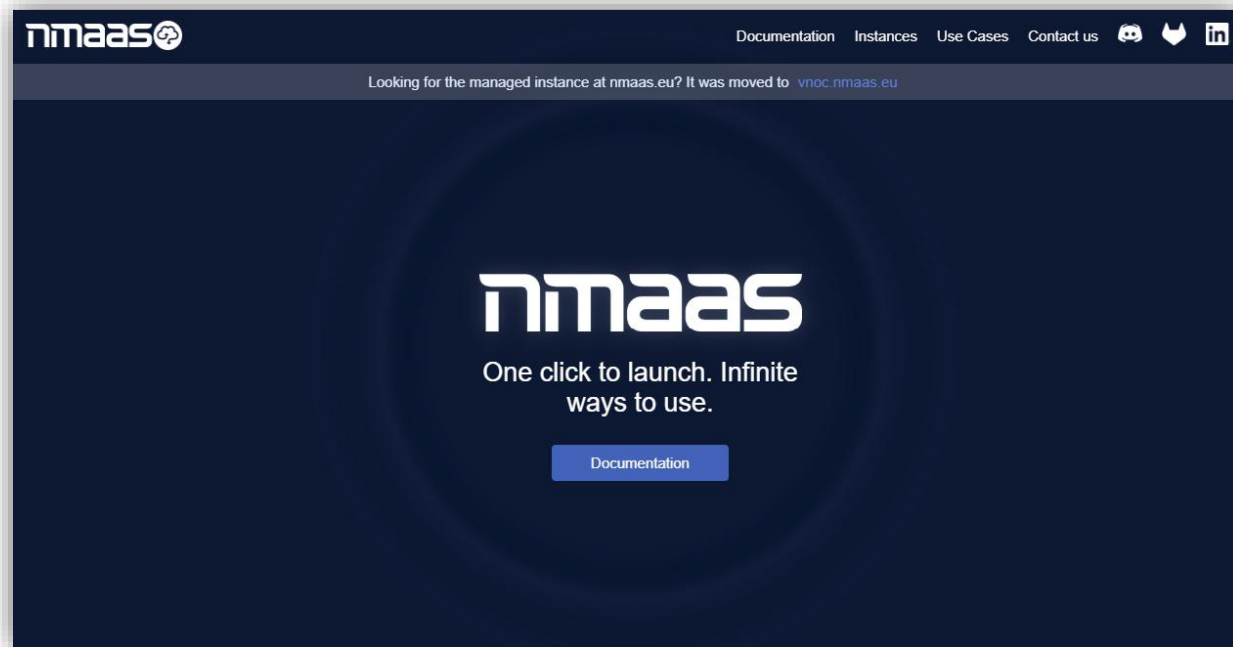 nmaas
Documentation Instances Use Cases Contact us in
Looking for the managed instance at nmaas.eu? It was moved to vnoc.nmaas.eu
nmaas
One click to launch. Infinite
ways to use.
Documentation